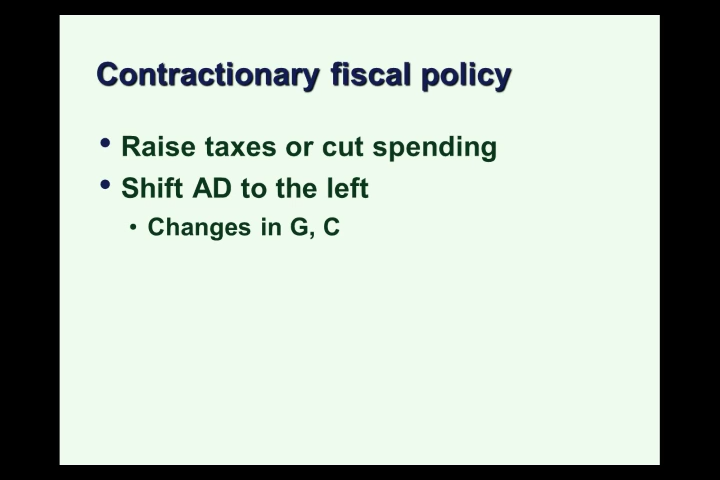 Contractionary fiscal policy
• Raise taxes or cut spending
• Shift AD to the left
• Changes in G, C